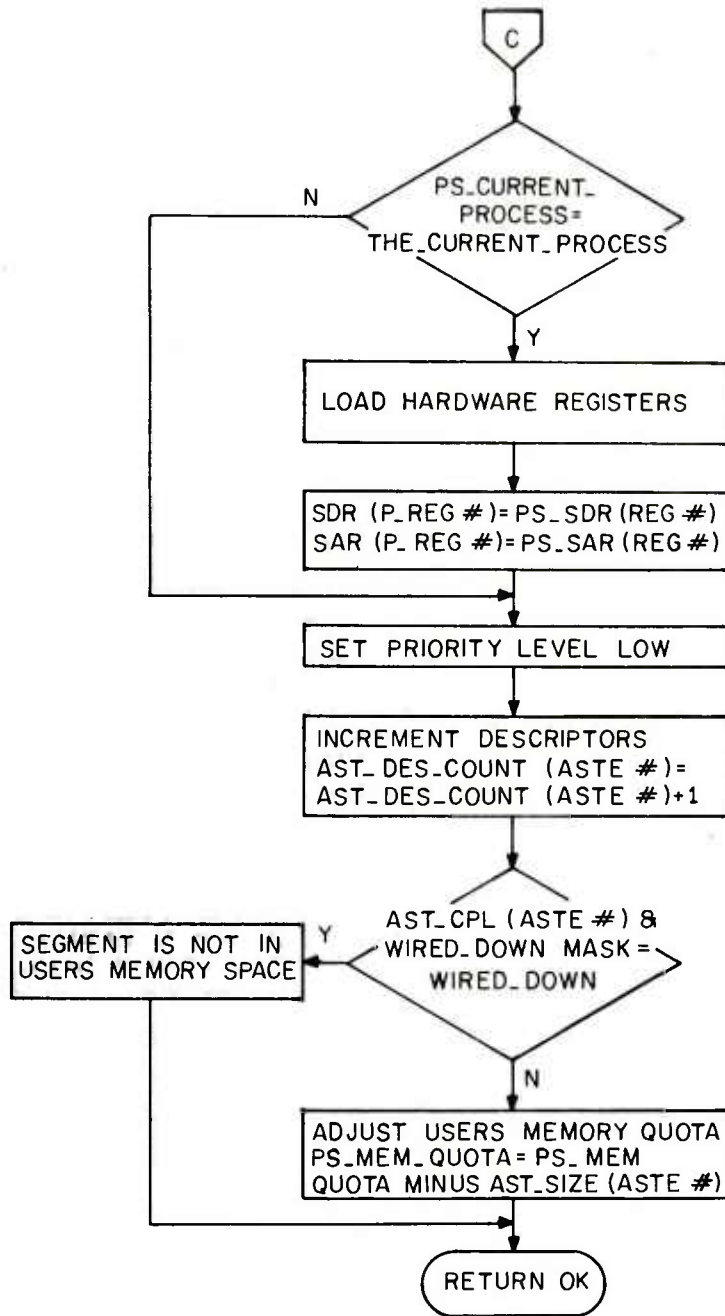 C
PS_CURRENT_
PROCESS=
THE_CURRENT_PROCESS
N
Y
LOAD HARDWARE REGISTERS
SDR (P_REG #)=PS_SDR(REG #)
SAR (P_REG #)=PS_SAR(REG #)
SET PRIORITY LEVEL LOW
INCREMENT DESCRIPTORS
AST_DES_COUNT (ASTE #)=
AST_DES_COUNT (ASTE #)+1
AST_CPL (ASTE #) &
WIRED_DOWN MASK =
WIRED_DOWN
Y
SEGMENT IS NOT IN
USERS MEMORY SPACE
N
ADJUST USERS MEMORY QUOTA
PS_MEM_QUOTA= PS_MEM
QUOTA MINUS AST_SIZE (ASTE #)
RETURN OK